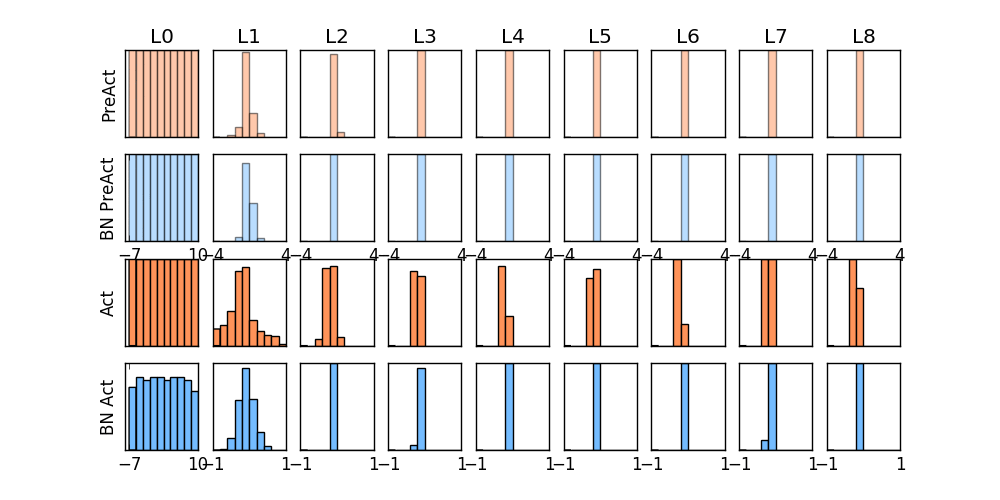 L0 L1 L2 L3 L4 L5 L6 L7 L8
PreAct
BN PreAct
−7 10 −4 4 −4 4 −4 4 −4 4 −4 4 −4 4 −4 4 −4 4
Act
BN Act
−7 10 −1 1 −1 1 −1 1 −1 1 −1 1 −1 1 −1 1 −1 1